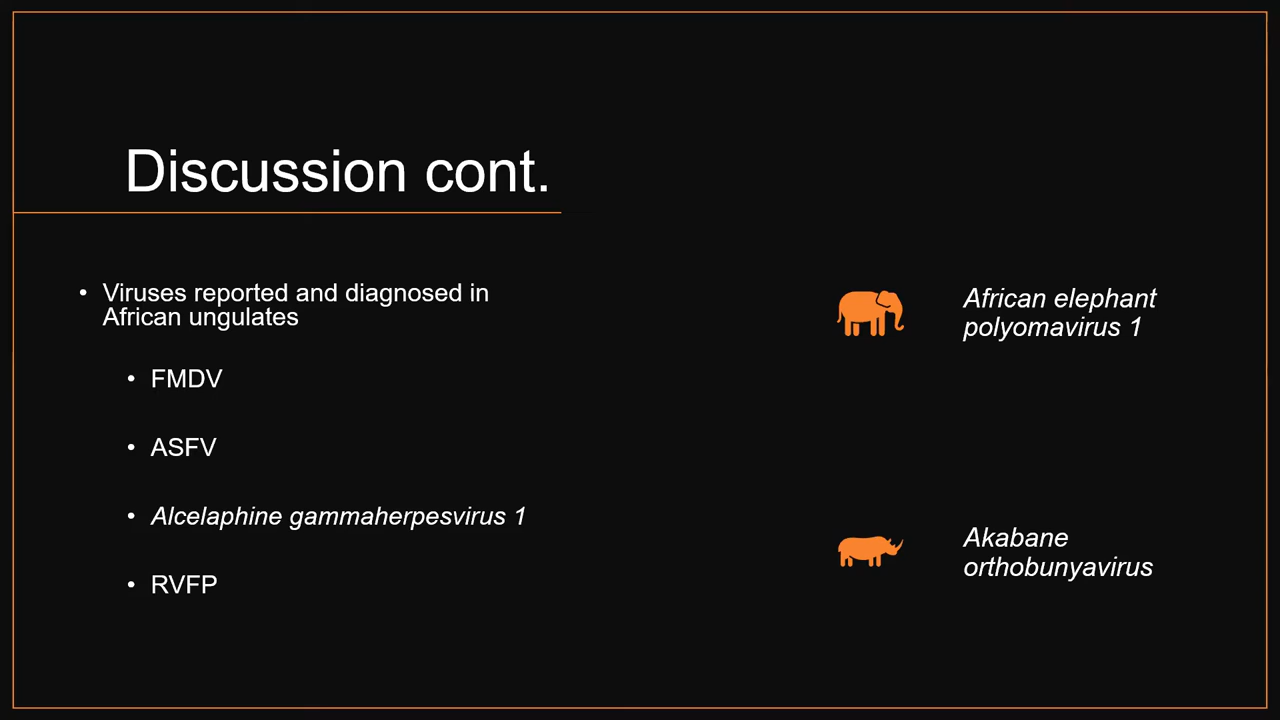 Discussion cont.
• Viruses reported and diagnosed in
African ungulates
• FMDV
• ASFV
• Alcelaphine gammaherpesvirus 1
• RVFP
African elephant
polyomavirus 1
Akabane
orthobunyavirus